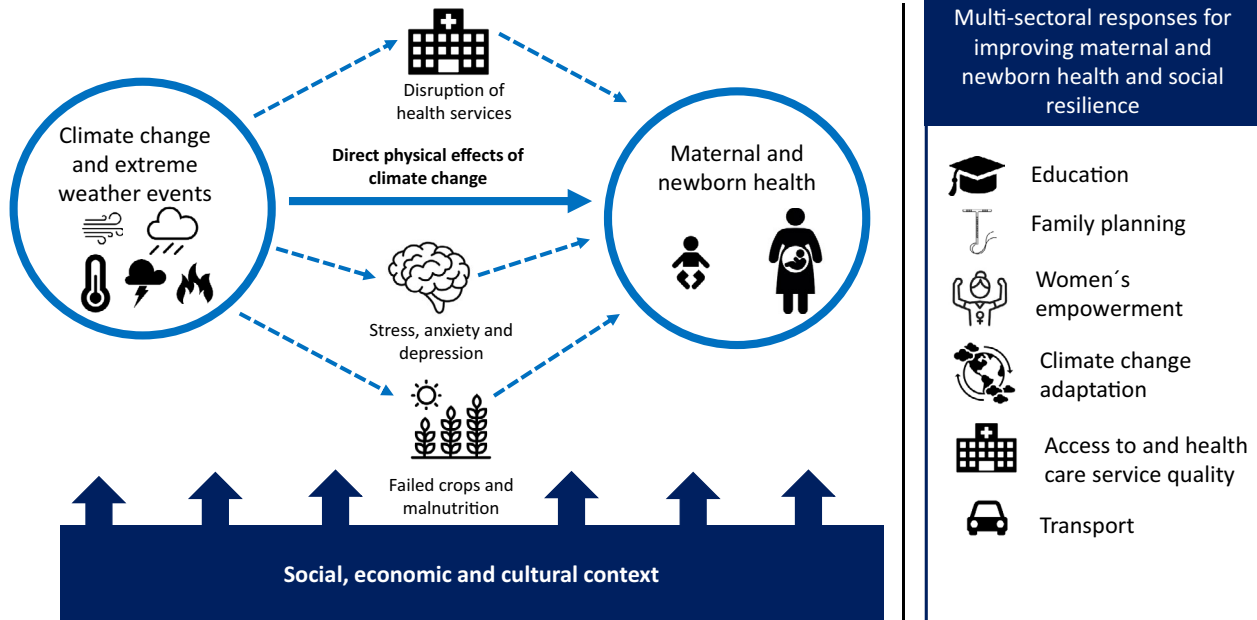 Disruption of
health services
Climate change
and extreme
weather events
Direct physical effects of
climate change
Maternal and
newborn health
Stress, anxiety and
depression
Failed crops and
malnutrition
Social, economic and cultural context
Multi-sectoral responses for
improving maternal and
newborn health and social
resilience
Education
Family planning
Women´s
empowerment
Climate change
adaptation
Access to and health
care service quality
Transport